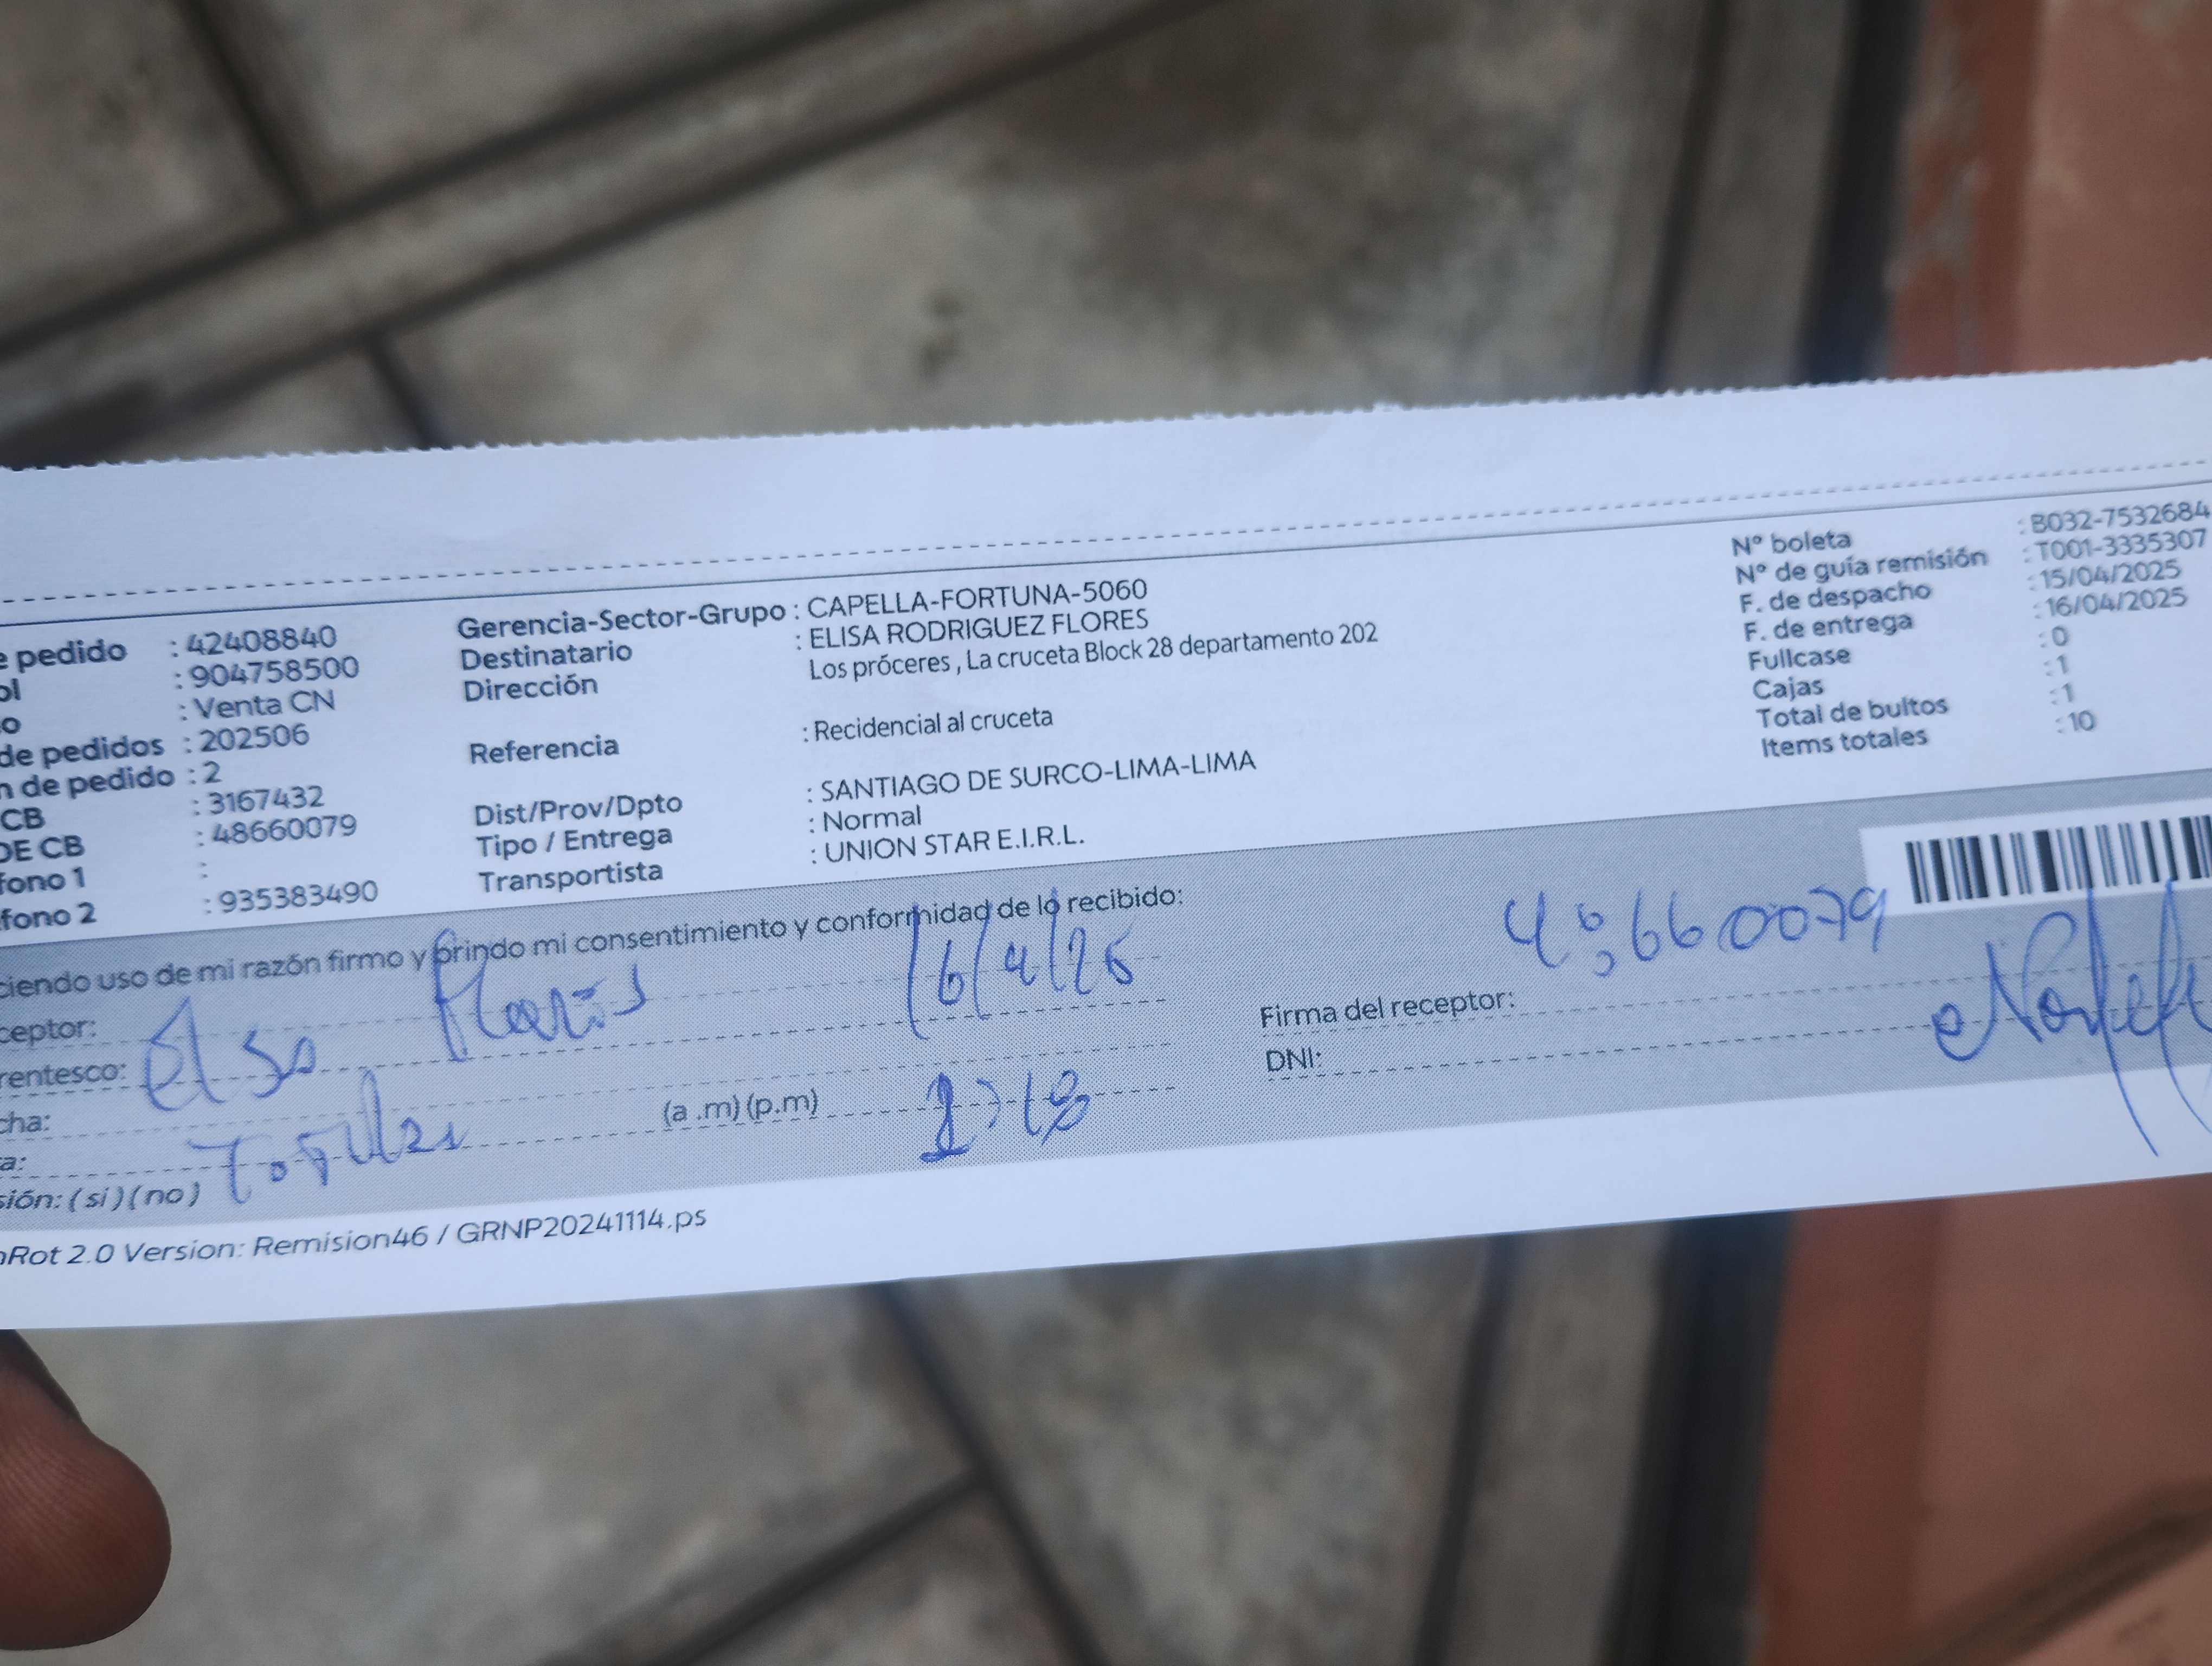 e pedido : 42408840
ol : 904758500
o : Venta CN
de pedidos : 202506
n de pedido : 2
CB : 3167432
DE CB : 48660079
fono 1 :
fono 2 : 935383490
Gerencia-Sector-Grupo : CAPELLA-FORTUNA-5060
Destinatario : ELISA RODRIGUEZ FLORES
Dirección Los próceres , La cruceta Block 28 departamento 202
Referencia : Recidencial al cruceta
Dist/Prov/Dpto : SANTIAGO DE SURCO-LIMA-LIMA
Tipo / Entrega : Normal
Transportista : UNION STAR E.I.R.L.
Nº boleta : B032-7532684
Nº de guía remisión : T001-3335307
F. de despacho : 15/04/2025
F. de entrega : 16/04/2025
Fullcase : 0
Cajas : 1
Total de bultos : 1
Items totales : 10
ciendo uso de mi razón firmo y brindo mi consentimiento y conformidad de lo recibido:
ceptor:
rentesco:
cha:
a: (a .m) (p.m)
sión: ( si ) ( no )
16/4/25
Firma del receptor:
DNI:
48660079
nRot 2.0 Version: Remision46 / GRNP20241114.ps